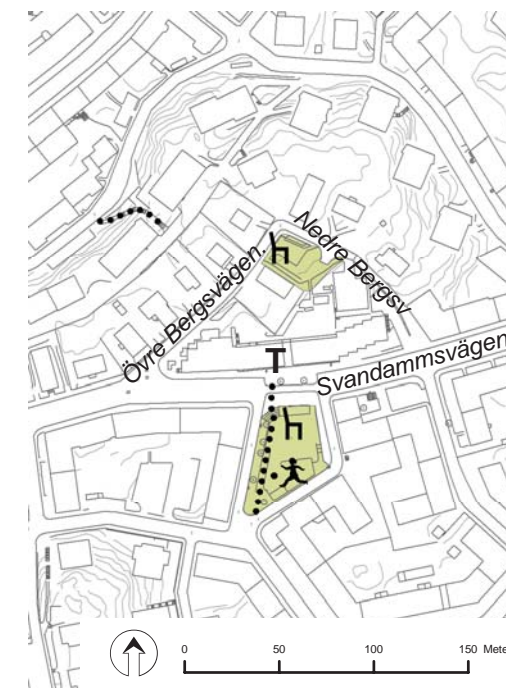 Nedre Bergsv
Övre Bergsvägen.
T
Svandammsvägen
0 50 100 150 Mete